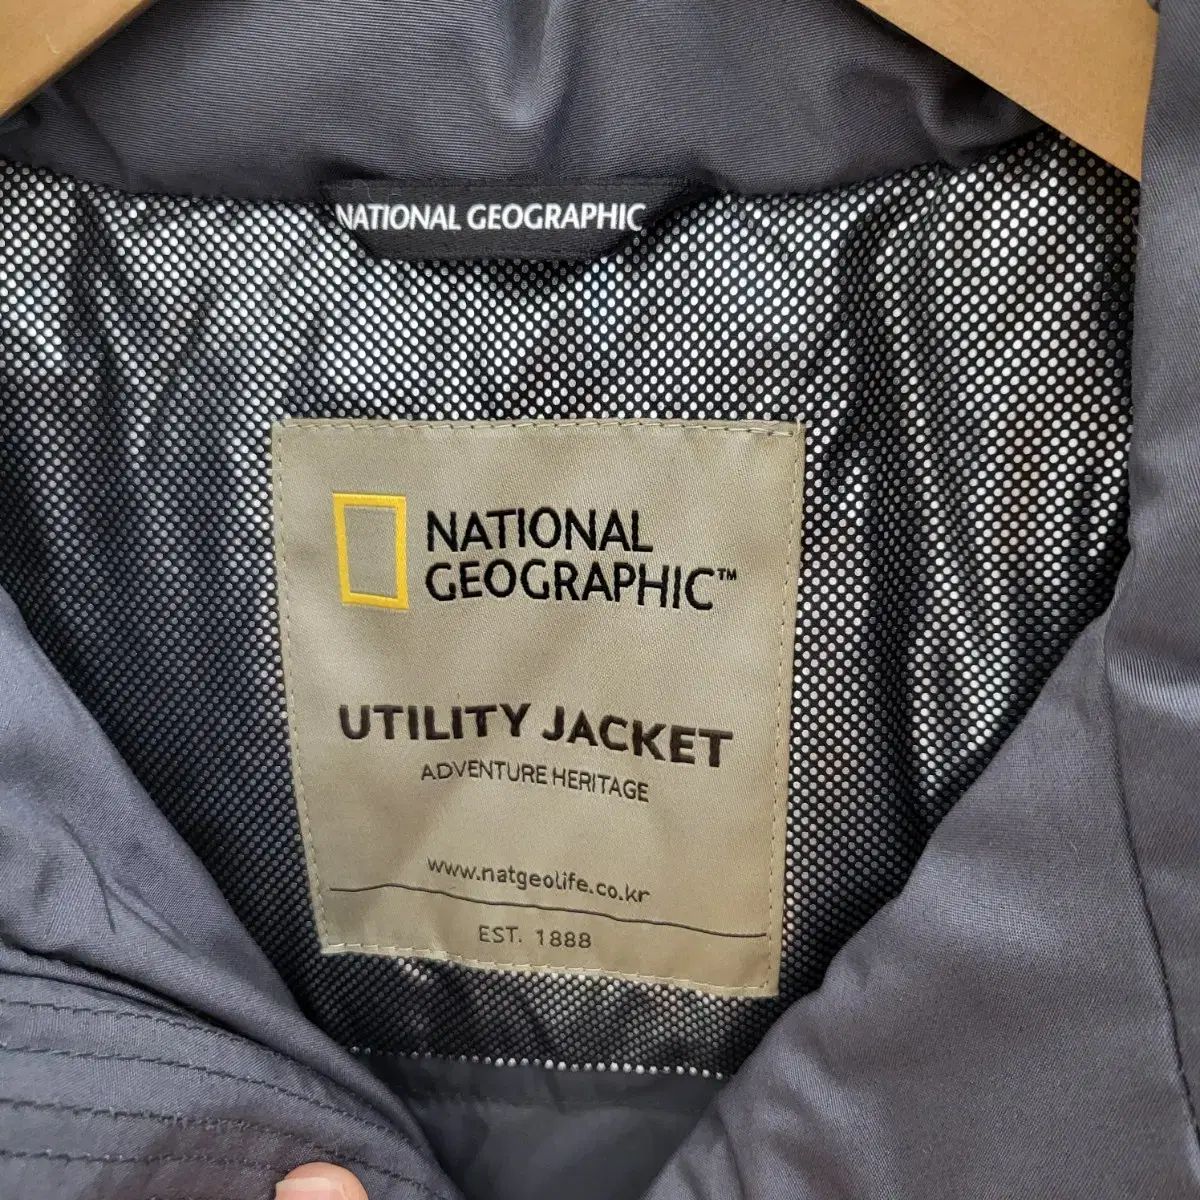 NATIONAL GEOGRAPHIC
NATIONAL
GEOGRAPHIC™
UTILITY JACKET
ADVENTURE HERITAGE
www.natgeolife.co.kr
EST. 1888